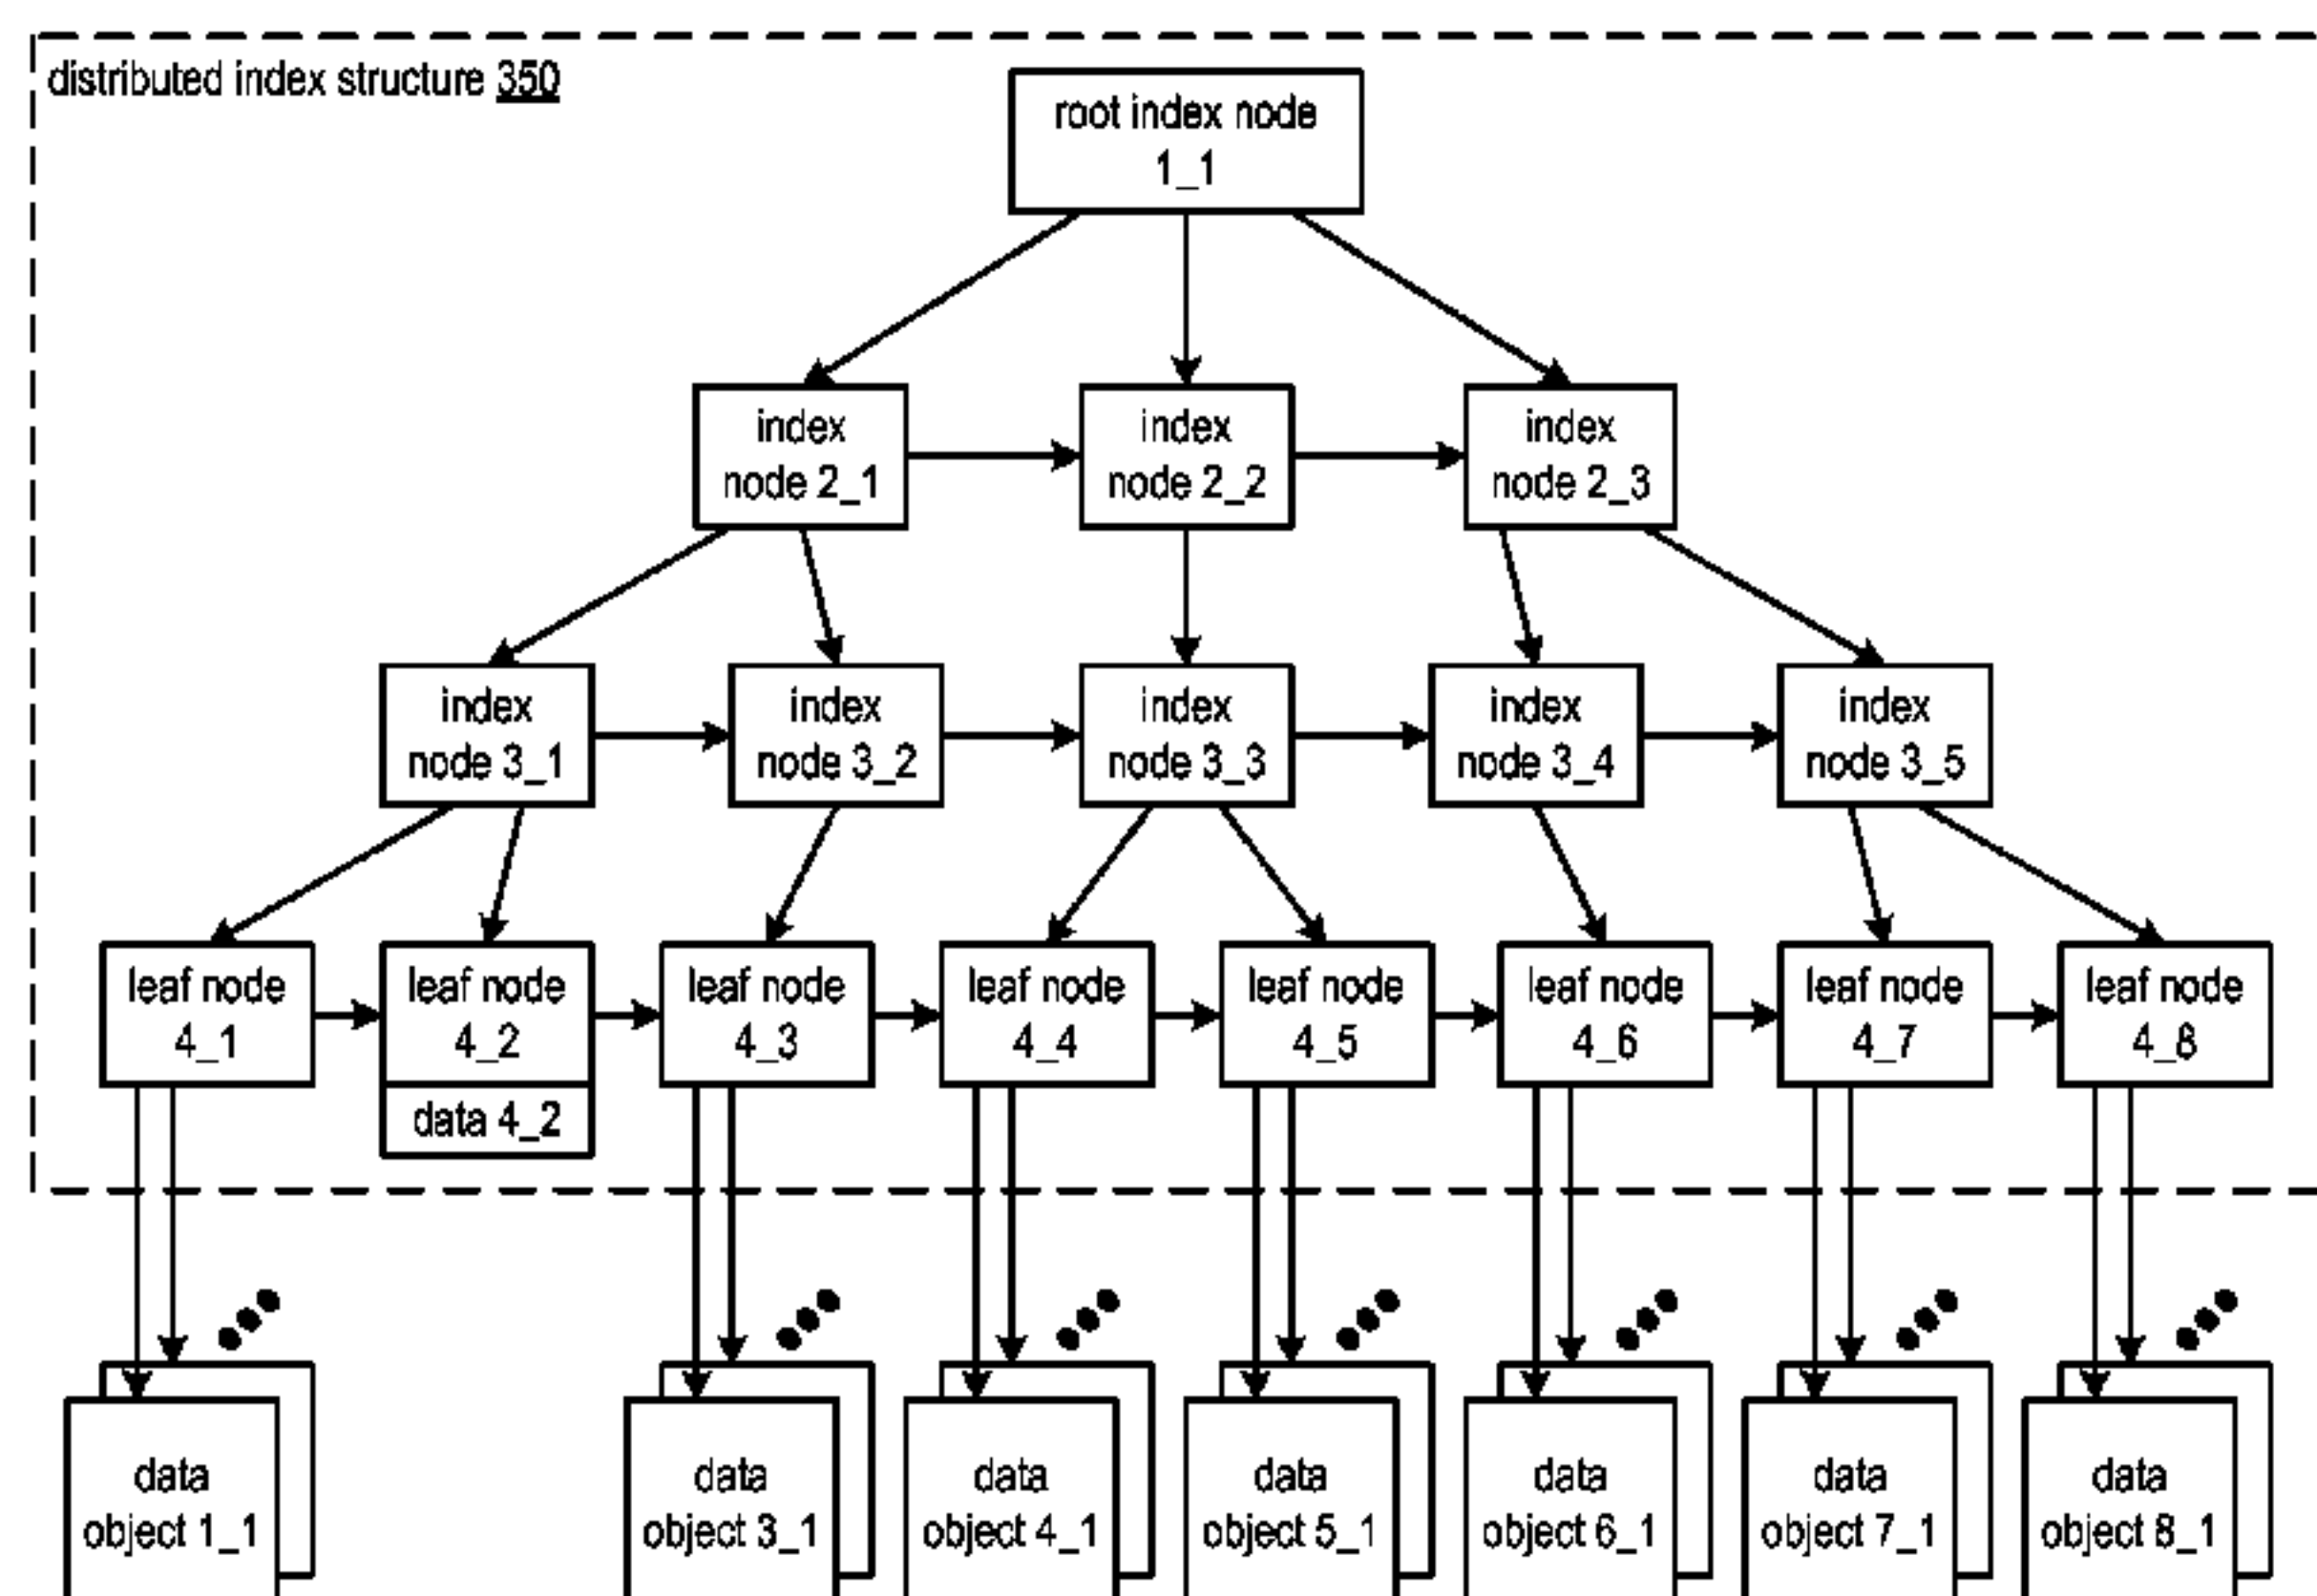 distributed index structure 350
root index node
1_1
index
node 2_1
index
node 2_2
index
node 2_3
index
node 3_1
index
node 3_2
index
node 3_3
index
node 3_4
index
node 3_5
leaf node
4_1
leaf node
4_2
data 4_2
leaf node
4_3
leaf node
4_4
leaf node
4_5
leaf node
4_6
leaf node
4_7
leaf node
4_8
data
object 1_1
data
object 3_1
data
object 4_1
data
object 5_1
data
object 6_1
data
object 7_1
data
object 8_1